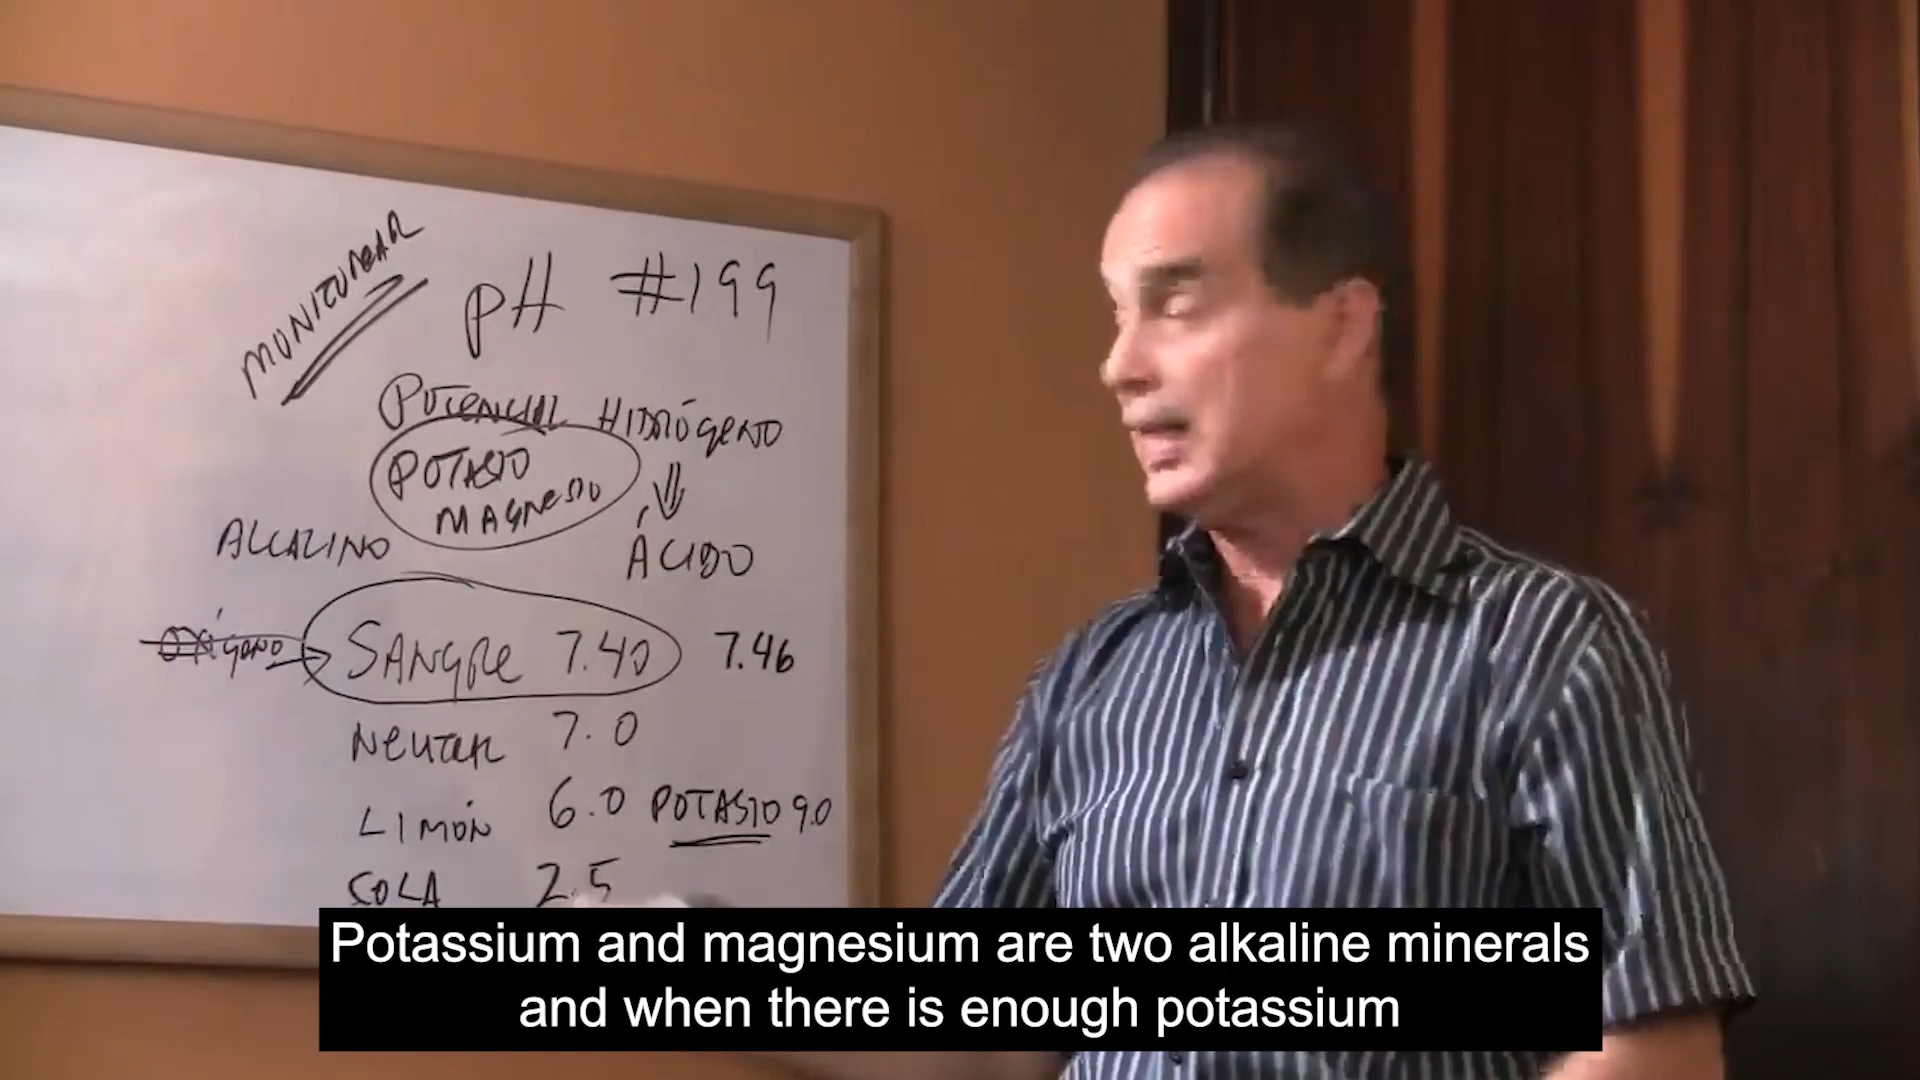 MONITOREAR
pH #199
POTENCIAL HIDRÓGENO
POTASIO
MAGNESIO
ALCALINO
ÁCIDO
OXÍGENO
SANGRE 7.40 7.46
NEUTRAL 7.0
LIMÓN 6.0 POTASIO 9.0
COLA 2.5
Potassium and magnesium are two alkaline minerals
and when there is enough potassium